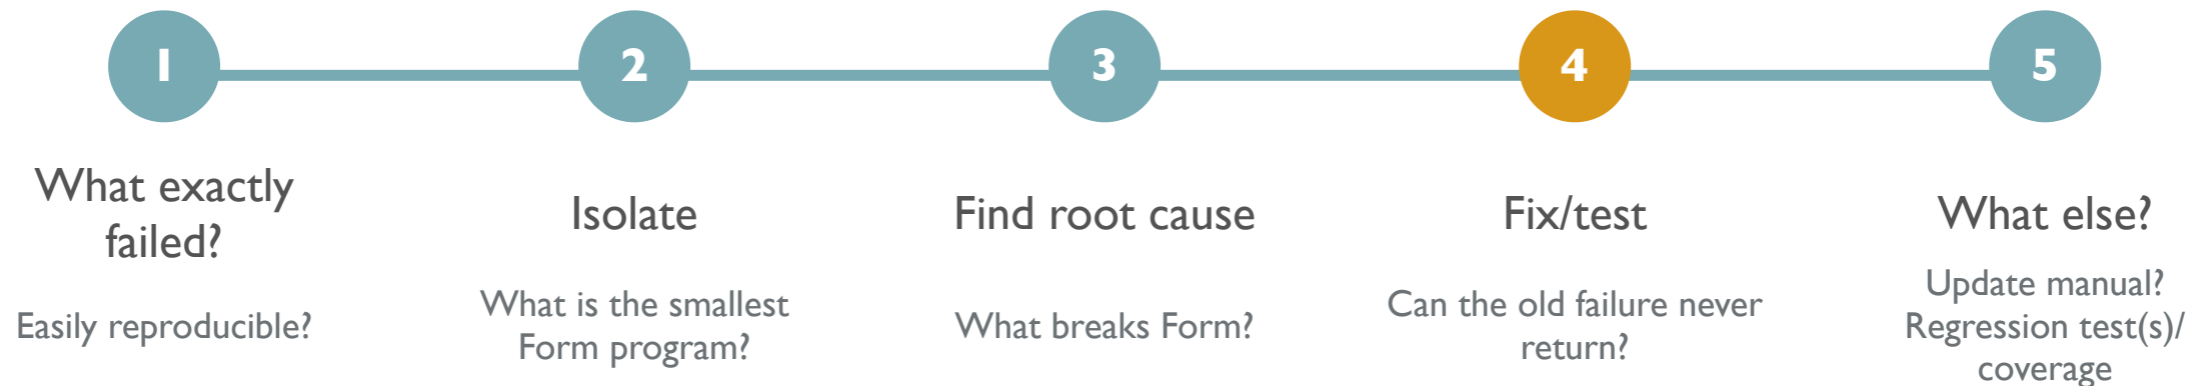 1
2
3
4
5
What exactly
failed?
Isolate
Find root cause
Fix/test
What else?
Easily reproducible?
What is the smallest
Form program?
What breaks Form?
Can the old failure never
return?
Update manual?
Regression test(s)/
coverage